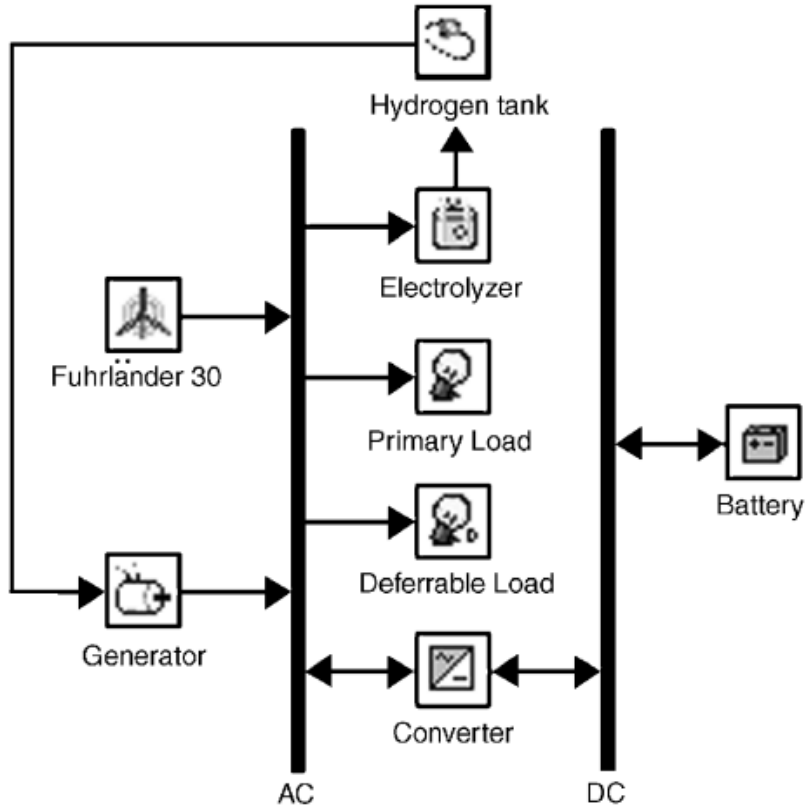 Hydrogen tank
Electrolyzer
Fuhrländer 30
Primary Load
Battery
Deferrable Load
Generator
Converter
AC
DC